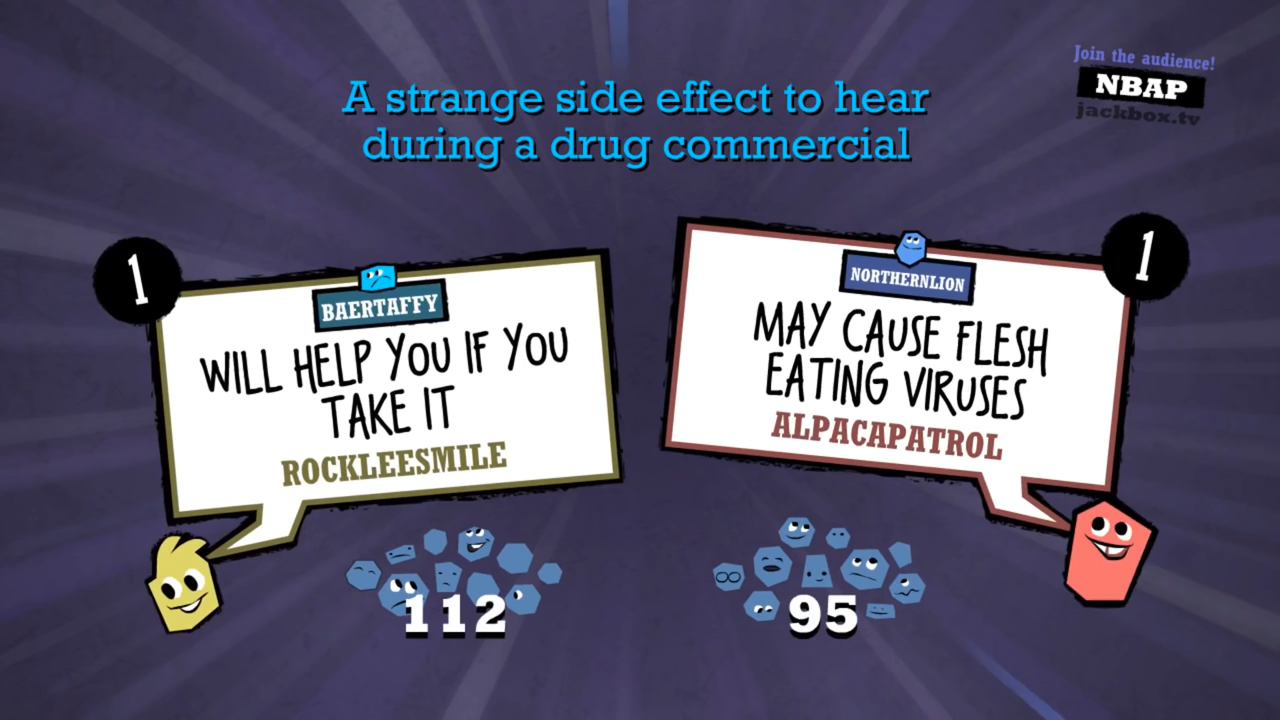 Join the audience!
NBAP
jackbox.tv
A strange side effect to hear
during a drug commercial
1
BAERTAFFY
WILL HELP YOU IF YOU
TAKE IT
ROCKLEESMILE
112
1
NORTHERNLION
MAY CAUSE FLESH
EATING VIRUSES
ALPACAPATROL
95